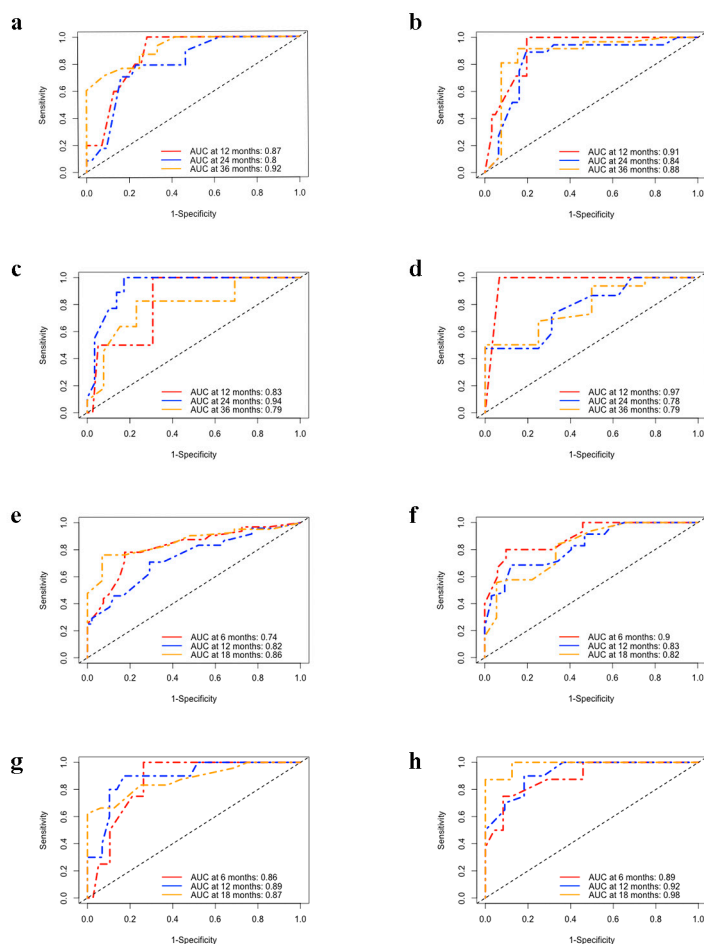 a
b
Sensitivity
1.0
0.8
0.6
0.4
0.2
0.0
AUC at 12 months: 0.87
AUC at 24 months: 0.8
AUC at 36 months: 0.92
0.0 0.2 0.4 0.6 0.8 1.0
1-Specificity
Sensitivity
1.0
0.8
0.6
0.4
0.2
0.0
AUC at 12 months: 0.91
AUC at 24 months: 0.84
AUC at 36 months: 0.88
0.0 0.2 0.4 0.6 0.8 1.0
1-Specificity
c
d
Sensitivity
1.0
0.8
0.6
0.4
0.2
0.0
AUC at 12 months: 0.83
AUC at 24 months: 0.94
AUC at 36 months: 0.79
0.0 0.2 0.4 0.6 0.8 1.0
1-Specificity
Sensitivity
1.0
0.8
0.6
0.4
0.2
0.0
AUC at 12 months: 0.97
AUC at 24 months: 0.78
AUC at 36 months: 0.79
0.0 0.2 0.4 0.6 0.8 1.0
1-Specificity
e
f
Sensitivity
1.0
0.8
0.6
0.4
0.2
0.0
AUC at 6 months: 0.74
AUC at 12 months: 0.82
AUC at 18 months: 0.86
0.0 0.2 0.4 0.6 0.8 1.0
1-Specificity
Sensitivity
1.0
0.8
0.6
0.4
0.2
0.0
AUC at 6 months: 0.9
AUC at 12 months: 0.83
AUC at 18 months: 0.82
0.0 0.2 0.4 0.6 0.8 1.0
1-Specificity
g
h
Sensitivity
1.0
0.8
0.6
0.4
0.2
0.0
AUC at 6 months: 0.86
AUC at 12 months: 0.89
AUC at 18 months: 0.87
0.0 0.2 0.4 0.6 0.8 1.0
1-Specificity
Sensitivity
1.0
0.8
0.6
0.4
0.2
0.0
AUC at 6 months: 0.89
AUC at 12 months: 0.92
AUC at 18 months: 0.98
0.0 0.2 0.4 0.6 0.8 1.0
1-Specificity